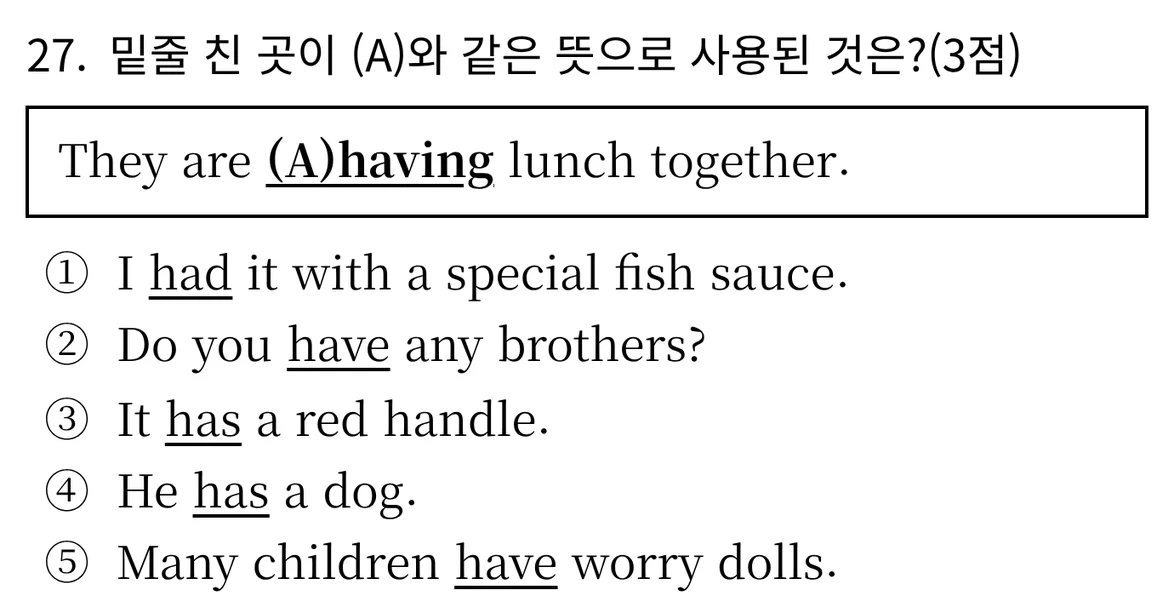 27. 밑줄 친 곳이 (A)와 같은 뜻으로 사용된 것은?(3점)
They are (A)having lunch together.
① I had it with a special fish sauce.
② Do you have any brothers?
③ It has a red handle.
④ He has a dog.
⑤ Many children have worry dolls.